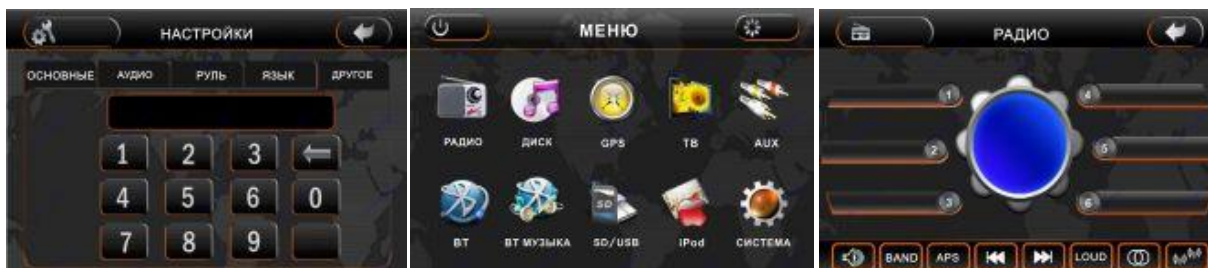 НАСТРОЙКИ
ОСНОВНЫЕ АУДИО РУЛЬ ЯЗЫК ДРУГОЕ
1 2 3
4 5 6 0
7 8 9
МЕНЮ
РАДИО ДИСК GPS ТВ AUX
SD
BT BT МУЗЫКА SD/USB iPod СИСТЕМА
РАДИО
1 4
2 5
3 6
BAND APS LOUD